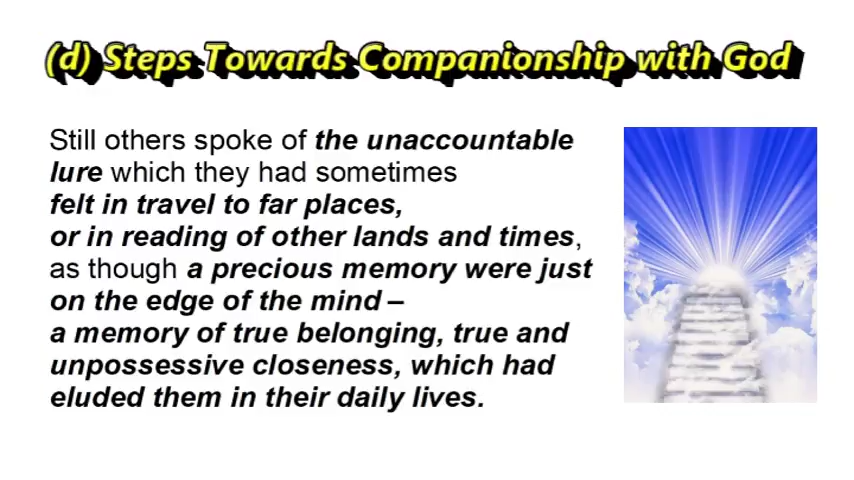 (d) Steps Towards Companionship with God
Still others spoke of the unaccountable
lure which they had sometimes
felt in travel to far places,
or in reading of other lands and times,
as though a precious memory were just
on the edge of the mind –
a memory of true belonging, true and
unpossessive closeness, which had
eluded them in their daily lives.